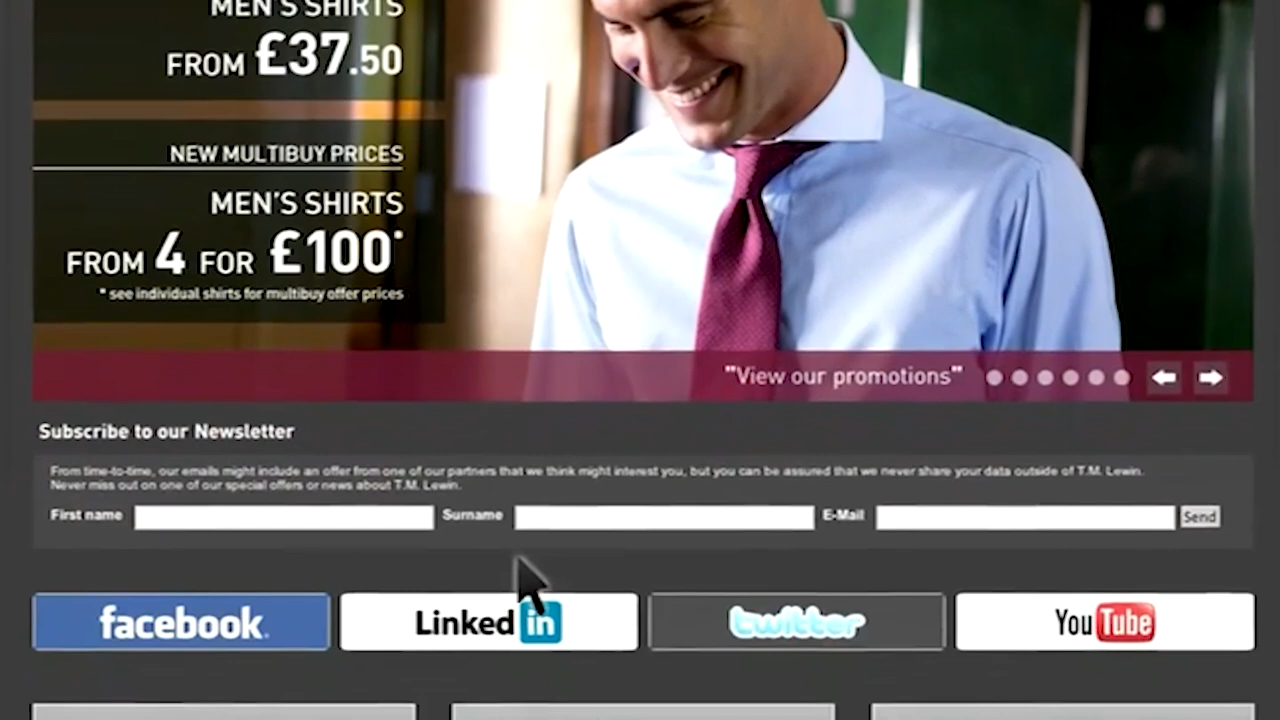 MEN'S SHIRTS
FROM £37.50
NEW MULTIBUY PRICES
MEN'S SHIRTS
FROM 4 FOR £100*
* see individual shirts for multibuy offer prices
"View our promotions"
Subscribe to our Newsletter
From time-to-time, our emails might include an offer from one of our partners that we think might interest you, but you can be assured that we never share your data outside of T.M. Lewin.
Never miss out on one of our special offers or news about T.M. Lewin.
First name Surname E-Mail Send
facebook. Linked in twitter You Tube